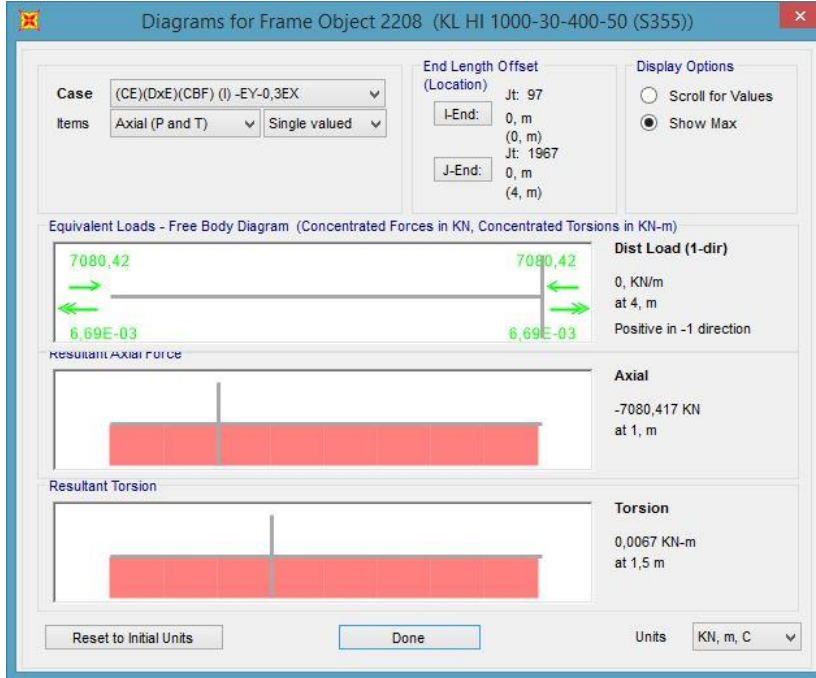 Diagrams for Frame Object 2208 (KL HI 1000-30-400-50 (S355))
Case (CE)(DxE)(CBF) (I) -EY-0,3EX
Items Axial (P and T) Single valued
End Length Offset
(Location)
Jt: 97
I-End: 0, m
(0, m)
Jt: 1967
J-End: 0, m
(4, m)
Display Options
Scroll for Values
Show Max
Equivalent Loads - Free Body Diagram (Concentrated Forces in KN, Concentrated Torsions in KN-m)
7080,42 7080,42
6,69E-03 6,69E-03
Dist Load (1-dir)
0, KN/m
at 4, m
Positive in -1 direction
Resultant Axial Force
Axial
-7080,417 KN
at 1, m
Resultant Torsion
Torsion
0,0067 KN-m
at 1,5 m
Reset to Initial Units Done Units KN, m, C